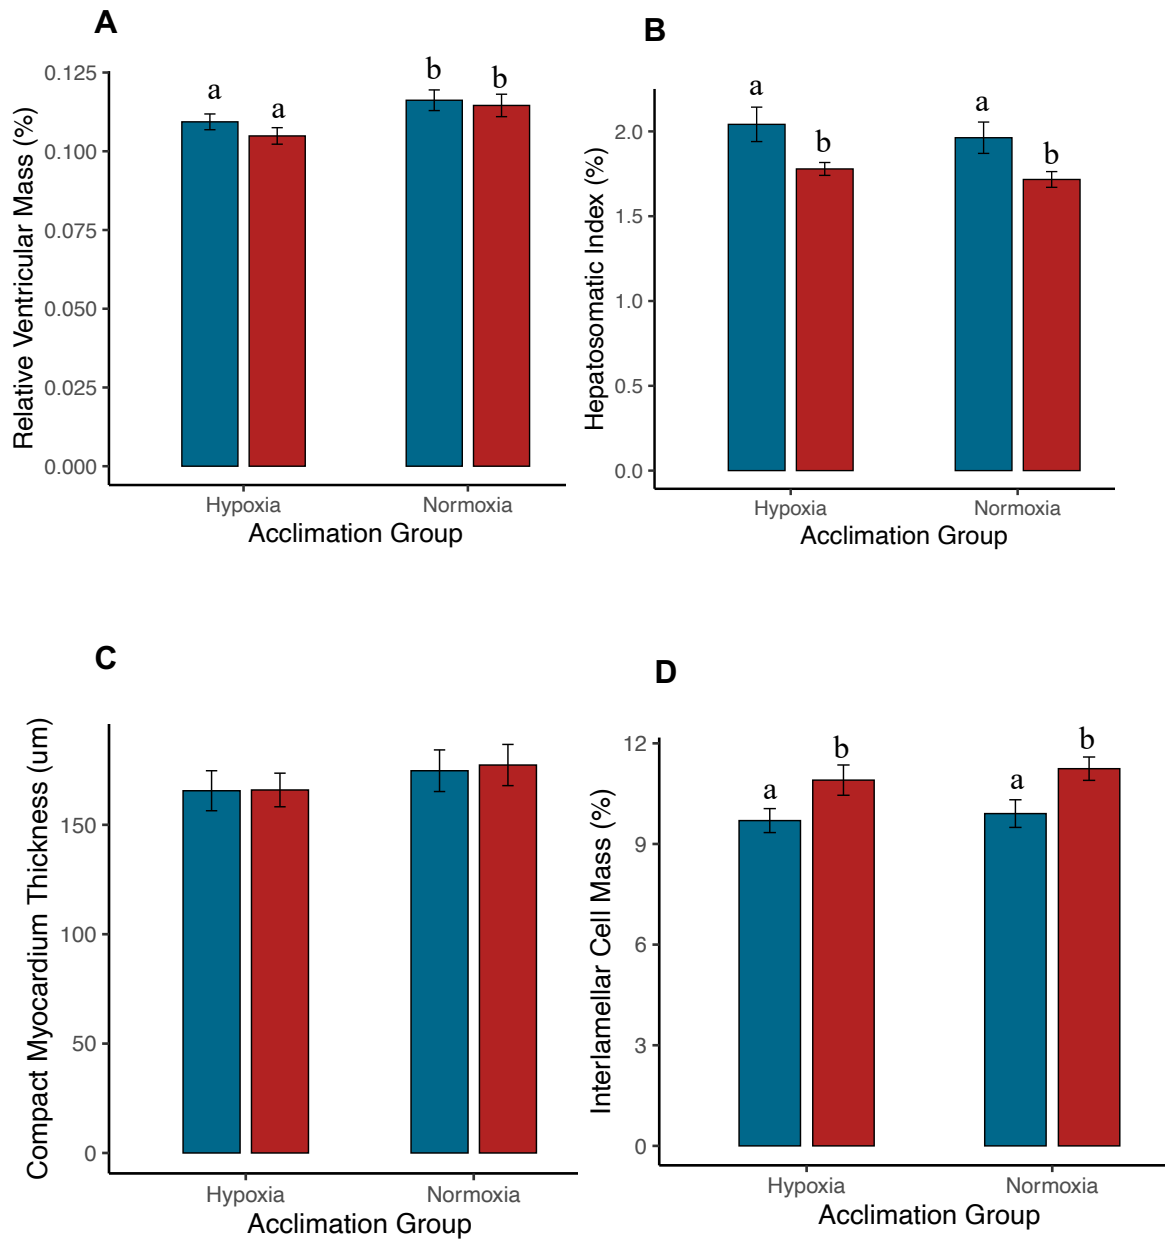 A
Relative Ventricular Mass (%)
0.125
0.100
0.075
0.050
0.025
0.000
a
a
b
b
Hypoxia
Normoxia
Acclimation Group
B
Hepatosomatic Index (%)
2.0
1.5
1.0
0.5
0.0
a
b
a
b
Hypoxia
Normoxia
Acclimation Group
C
Compact Myocardium Thickness (um)
150
100
50
0
Hypoxia
Normoxia
Acclimation Group
D
Interlamellar Cell Mass (%)
12
9
6
3
0
a
b
a
b
Hypoxia
Normoxia
Acclimation Group